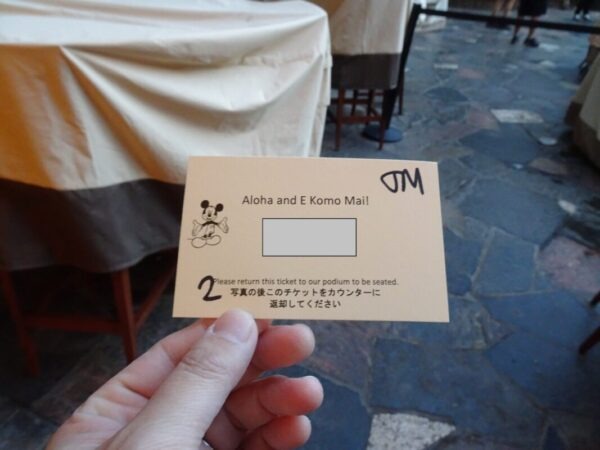 JM
Aloha and E Komo Mai!
Please return this ticket to our podium to be seated.
2
写真の後このチケットをカウンターに
返却してください